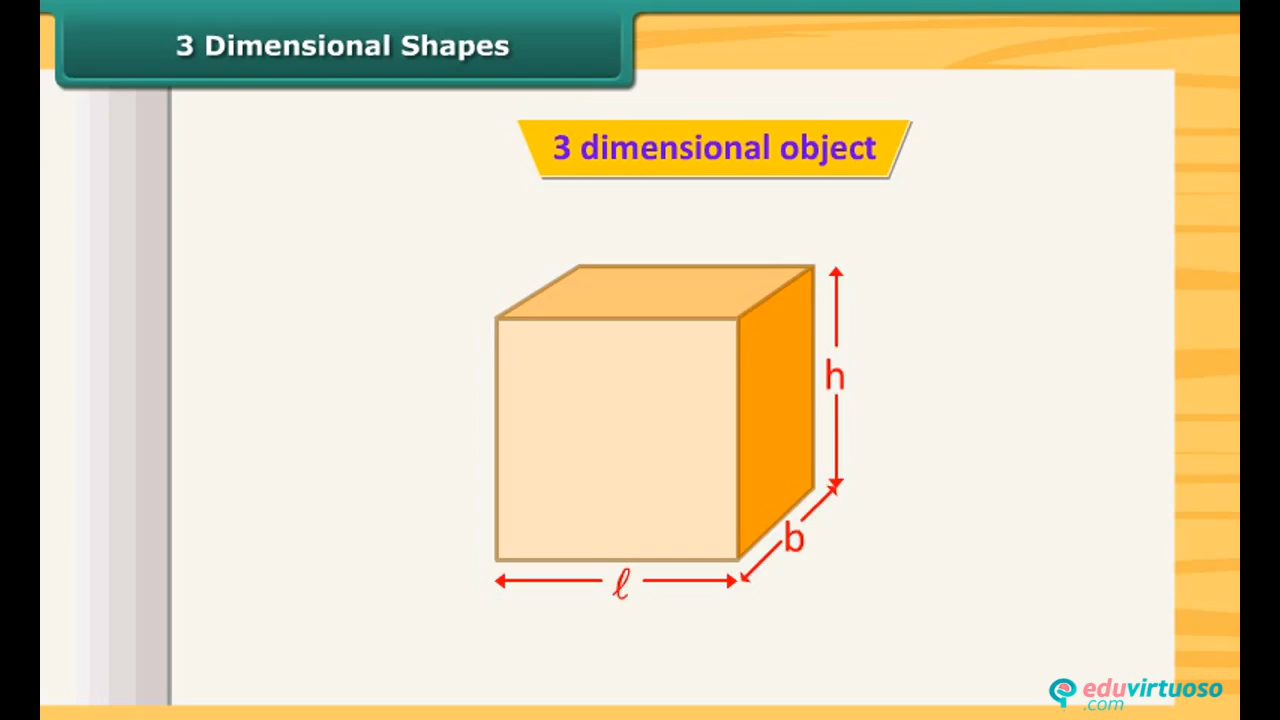 3 Dimensional Shapes
3 dimensional object
h
b
ℓ
eduvirtuoso
.com